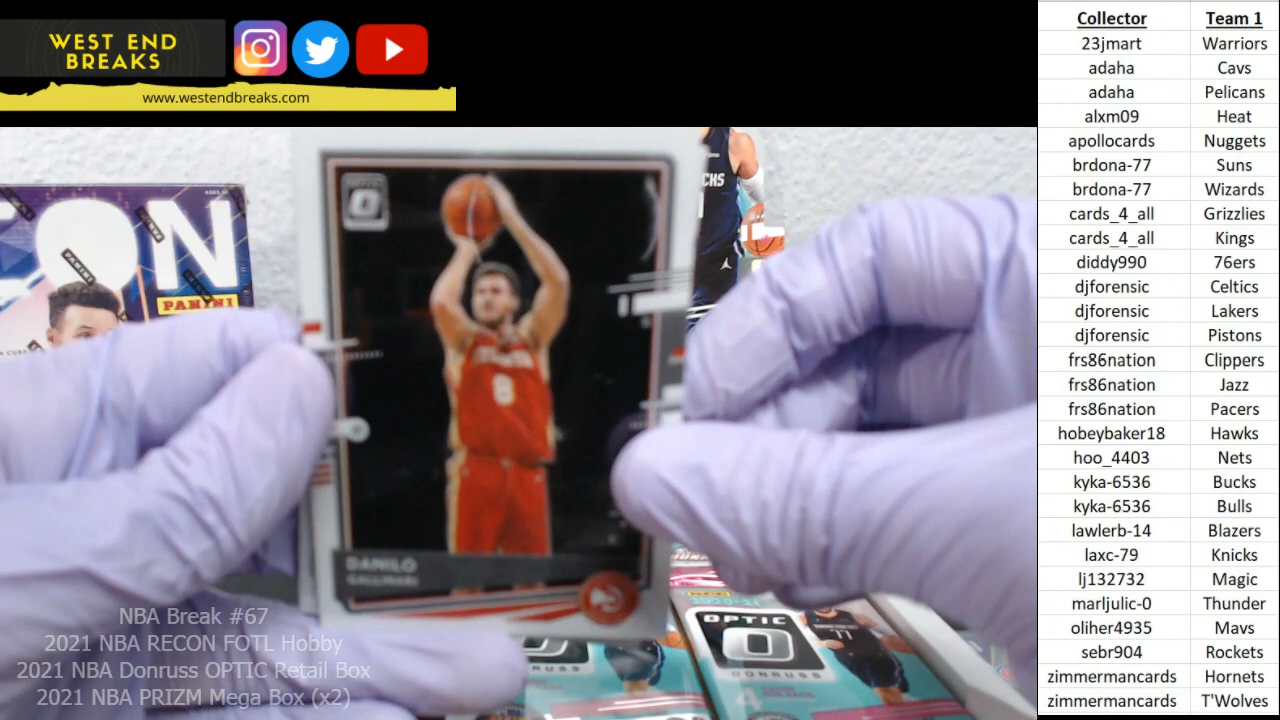 WEST END
BREAKS
www.westendbreaks.com
Collector Team 1
23jmart Warriors
adaha Cavs
adaha Pelicans
alxm09 Heat
apollocards Nuggets
brdona-77 Suns
brdona-77 Wizards
cards_4_all Grizzlies
cards_4_all Kings
diddy990 76ers
djforensic Celtics
djforensic Lakers
djforensic Pistons
frs86nation Clippers
frs86nation Jazz
frs86nation Pacers
hobeybaker18 Hawks
hoo_4403 Nets
kyka-6536 Bucks
kyka-6536 Bulls
lawlerb-14 Blazers
laxc-79 Knicks
lj132732 Magic
marljulic-0 Thunder
oliher4935 Mavs
sebr904 Rockets
zimmermancards Hornets
zimmermancards T'Wolves
EON
PANINI
PANINI
8
DANILO
GALLINARI
OPTIC
DONRUSS
4
NBA Break #67
2021 NBA RECON FOTL Hobby
2021 NBA Donruss OPTIC Retail Box
2021 NBA PRIZM Mega Box (x2)